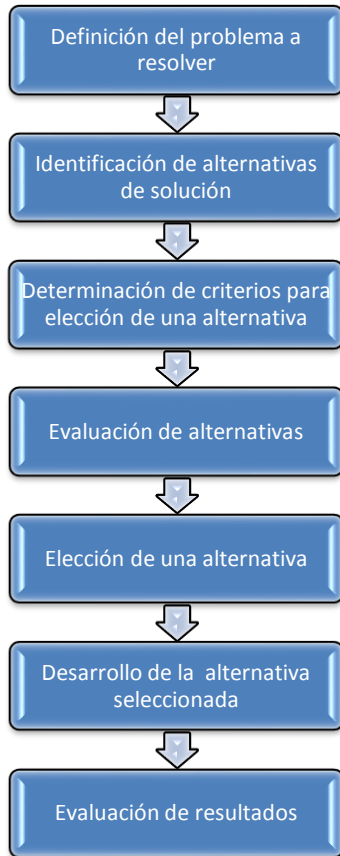 Definición del problema a
resolver
Identificación de alternativas
de solución
Determinación de criterios para
elección de una alternativa
Evaluación de alternativas
Elección de una alternativa
Desarrollo de la  alternativa
seleccionada
Evaluación de resultados